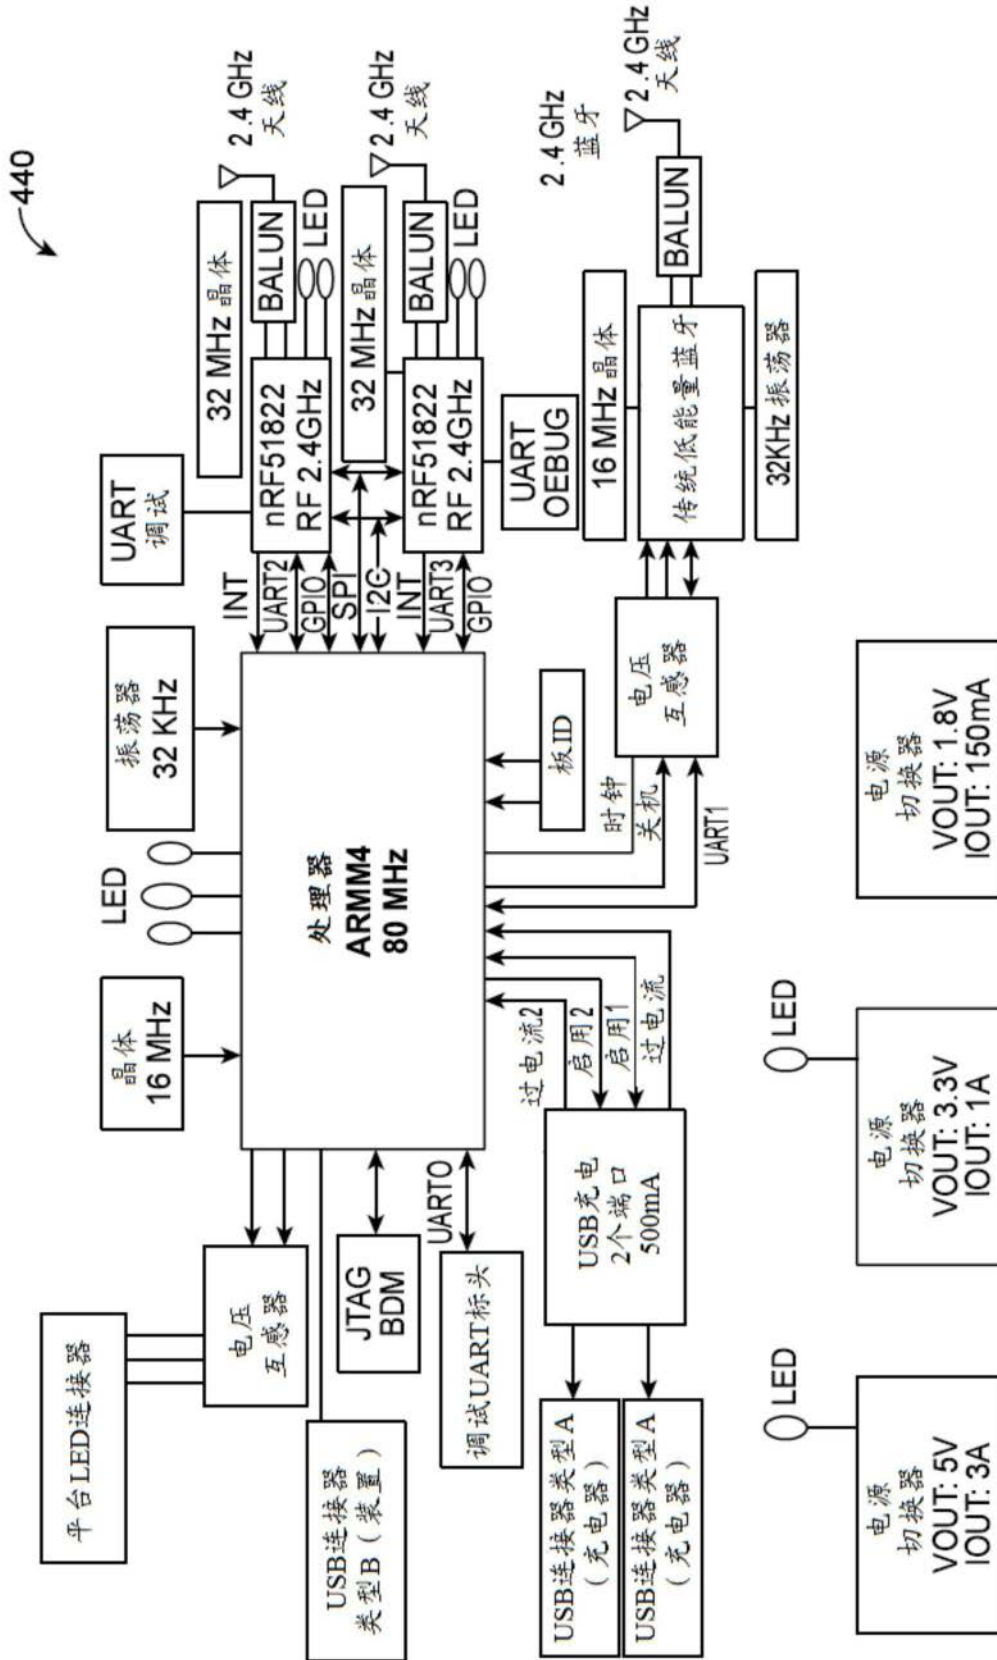 440
平台LED连接器
电压
互感器
USB连接器
类型B（装置）
JTAG
BDM
UART0
调试UART标头
晶体
16 MHz
LED
振荡器
32 KHz
UART
调试
处理器
ARMM4
80 MHz
INT
UART2
GPIO
SPI
I2C
INT
UART3
GPIO
nRF51822
RF 2.4GHz
32 MHz 晶体
BALUN
LED
2.4 GHz
天线
nRF51822
RF 2.4GHz
32 MHz 晶体
BALUN
LED
2.4 GHz
天线
UART
OEBUG
板ID
过电流2
启用2
启用1
过电流
时钟
关机
UART1
USB充电
2个端口
500mA
USB连接器类型A
（充电器）
USB连接器类型A
（充电器）
电压
互感器
16 MHz 晶体
传统低能量蓝牙
32KHz 振荡器
BALUN
2.4 GHz
蓝牙
2.4 GHz
天线
电源
切换器
VOUT: 5V
IOUT: 3A
LED
电源
切换器
VOUT: 3.3V
IOUT: 1A
LED
电源
切换器
VOUT: 1.8V
IOUT: 150mA